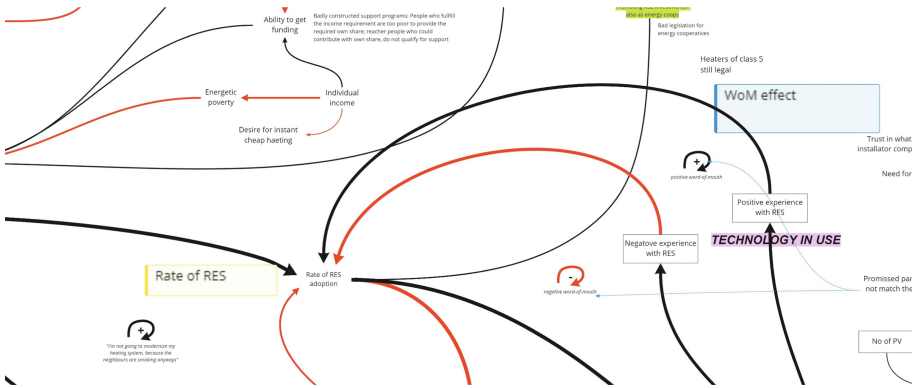 Ability to get
funding
Badly constructed support programs: People who fullfill
the income requirement are too poor to provide the
required own share; reacher people who could
contribute with own share, do not qualify for support
also as energy coops
Bad legislation for
energy cooperatives
Heaters of class 5
still legal
WoM effect
Energetic
poverty
Individual
income
Desire for instant
cheap haeting
Trust in what
installator comp
Need for
+
positive word-of-mouth
Positive experience
with RES
TECHNOLOGY IN USE
Negatove experience
with RES
Rate of RES
Rate of RES
adoption
-
negative word-of-mouth
Promissed par
not match the
+
"I'm not going to modernize my
heating system, because the
neighbours are smoking anyways"
No of PV